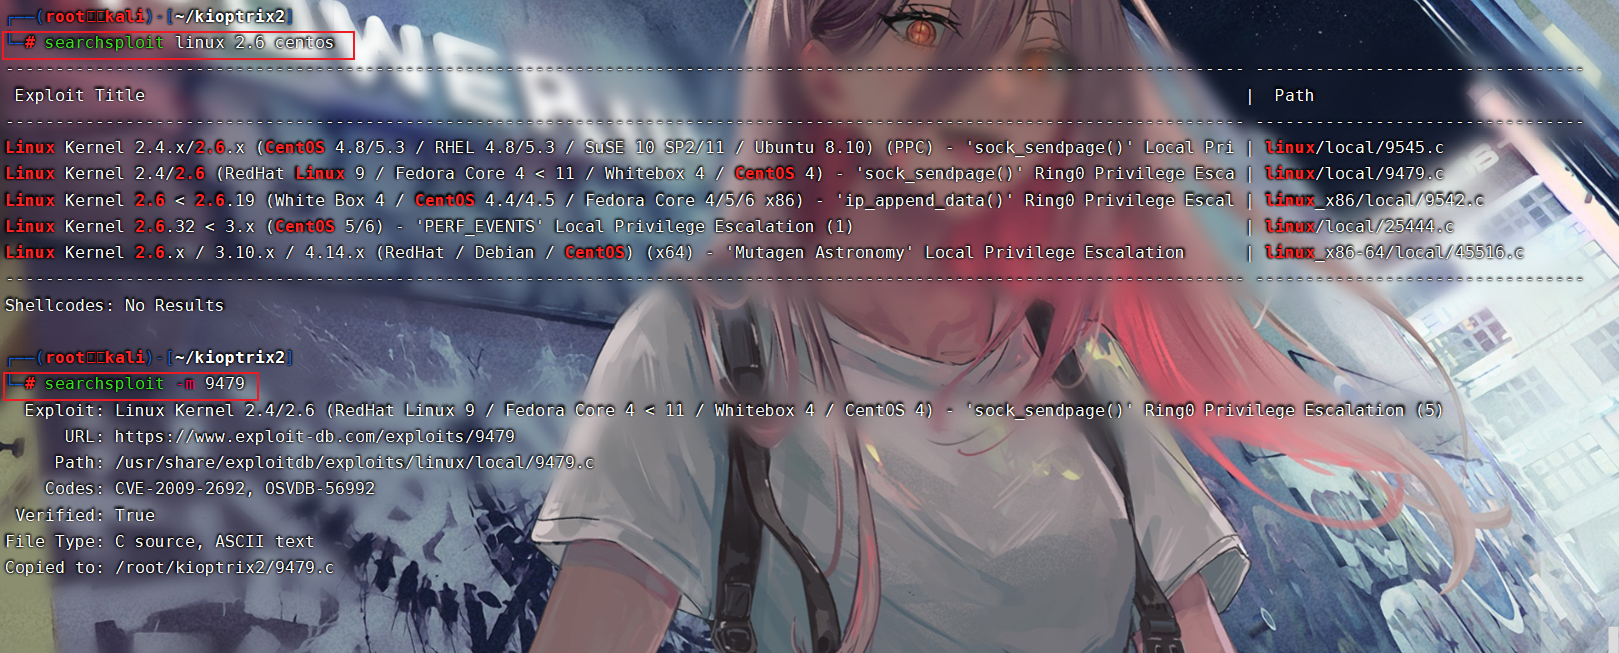 ┌──(root㉿kali)-[~/kioptrix2]
└─# searchsploit linux 2.6 centos
---------------------------------------------------------------------------------------------------------------------------- ---------------------------------
 Exploit Title | Path
---------------------------------------------------------------------------------------------------------------------------- ---------------------------------
Linux Kernel 2.4.x/2.6.x (CentOS 4.8/5.3 / RHEL 4.8/5.3 / SuSE 10 SP2/11 / Ubuntu 8.10) (PPC) - 'sock_sendpage()' Local Pri | linux/local/9545.c
Linux Kernel 2.4/2.6 (RedHat Linux 9 / Fedora Core 4 < 11 / Whitebox 4 / CentOS 4) - 'sock_sendpage()' Ring0 Privilege Esca | linux/local/9479.c
Linux 2.6 < 2.6.19 (White Box 4 / CentOS 4.4/4.5 / Fedora Core 4/5/6 x86) - 'ip_append_data()' Ring0 Privilege Escal | linux_x86/local/9542.c
Linux Kernel 2.6.32 < 3.x (CentOS 5/6) - 'PERF_EVENTS' Local Privilege Escalation (1) | linux/local/25444.c
Linux Kernel 2.6.x / 3.10.x / 4.14.x (RedHat / Debian / CentOS) (x64) - 'Mutagen Astronomy' Local Privilege Escalation | linux_x86-64/local/45516.c
---------------------------------------------------------------------------------------------------------------------------- ---------------------------------
Shellcodes: No Results
┌──(root㉿kali)-[~/kioptrix2]
└─# searchsploit -m 9479
Exploit: Linux Kernel 2.4/2.6 (RedHat Linux 9 / Fedora Core 4 < 11 / Whitebox 4 / CentOS 4) - 'sock_sendpage()' Ring0 Privilege Escalation (5)
URL: https://www.exploit-db.com/exploits/9479
Path: /usr/share/exploitdb/exploits/linux/local/9479.c
Codes: CVE-2009-2692, OSVDB-56992
Verified: True
File Type: C source, ASCII text
Copied to: /root/kioptrix2/9479.c